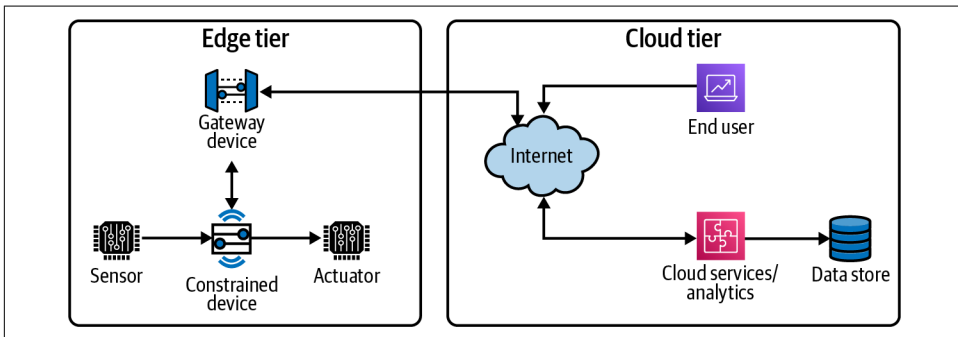 Edge tier
Cloud tier
Gateway
device
End user
Internet
Sensor
Constrained
device
Actuator
Cloud services/
analytics
Data store